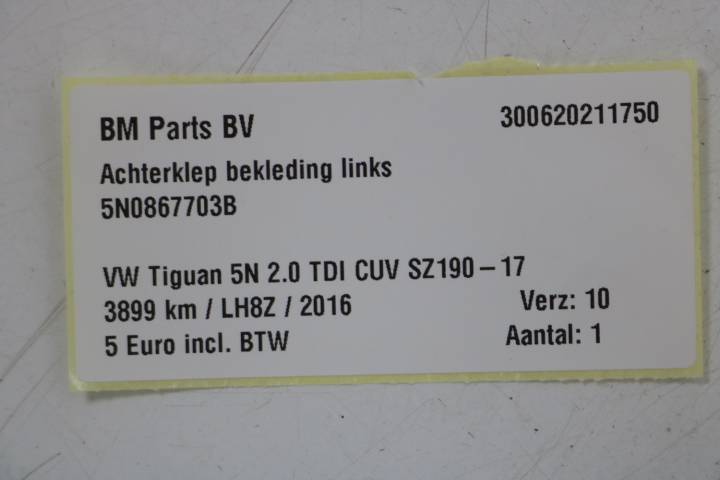 BM Parts BV 300620211750
Achterklep bekleding links
5N0867703B
VW Tiguan 5N 2.0 TDI CUV SZ190-17
3899 km / LH8Z / 2016 Verz: 10
5 Euro incl. BTW Aantal: 1